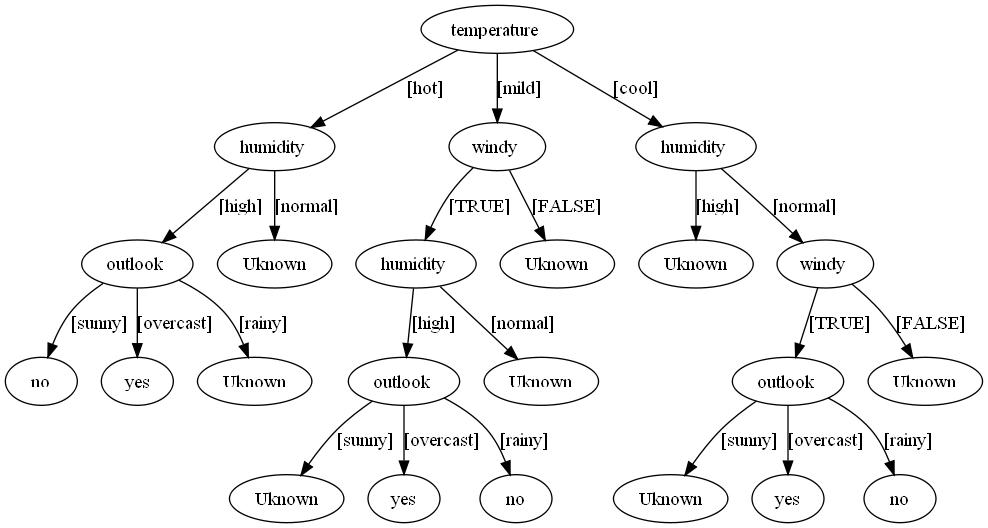 temperature
[hot]
[mild]
[cool]
humidity
windy
humidity
[high]
[normal]
[TRUE]
[FALSE]
[high]
[normal]
outlook
Uknown
humidity
Uknown
Uknown
windy
[sunny]
[overcast]
[rainy]
[high]
[normal]
[TRUE]
[FALSE]
no
yes
Uknown
outlook
Uknown
outlook
Uknown
[sunny]
[overcast]
[rainy]
[sunny]
[overcast]
[rainy]
Uknown
yes
no
Uknown
yes
no